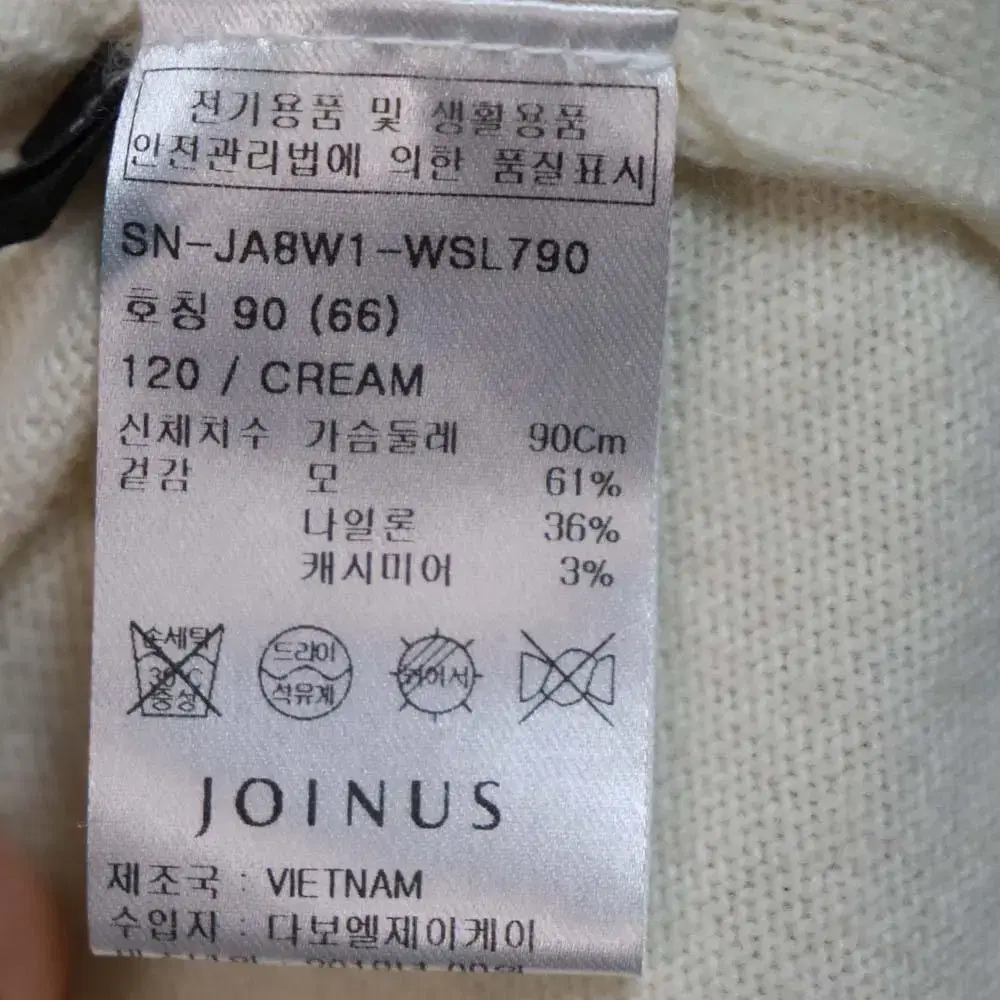 전기용품 및 생활용품
안전관리법에 의한 품질표시
SN-JA8W1-WSL790
호칭 90 (66)
120 / CREAM
신체치수 가슴둘레 90Cm
겉감 모 61%
나일론 36%
캐시미어 3%
손세탁
30℃
중성
드라이
석유계
뉘어서
JOINUS
제조국 : VIETNAM
수입자 : 다보엘제이케이